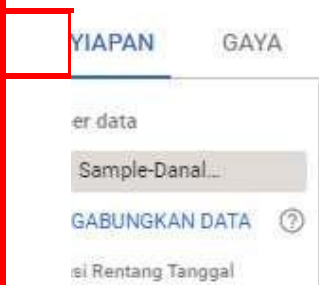 YIAPAN GAYA
er data
Sample-Danal...
GABUNGKAN DATA
si Rentang Tanggal